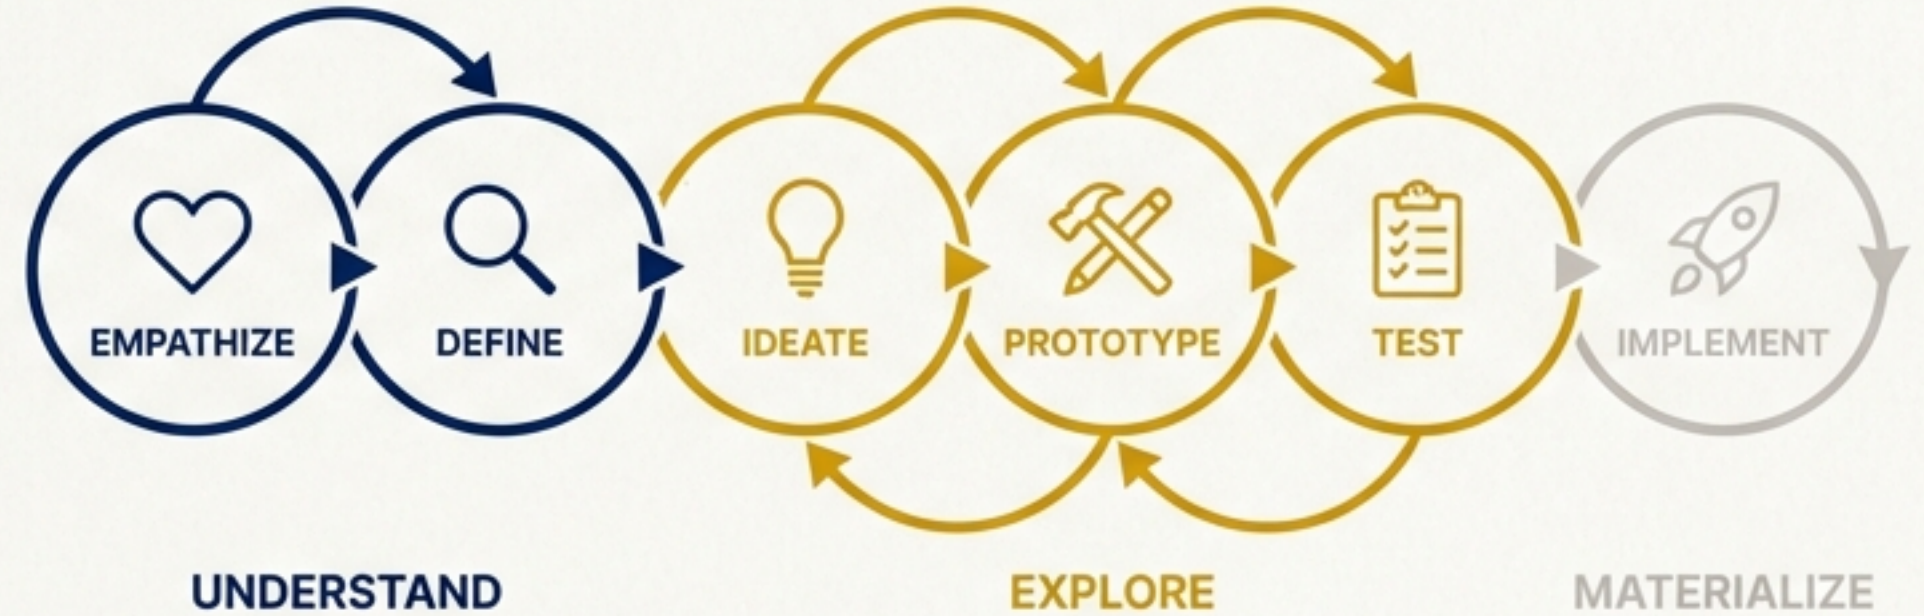 EMPATHIZE
DEFINE
IDEATE
PROTOTYPE
TEST
IMPLEMENT
UNDERSTAND
EXPLORE
MATERIALIZE